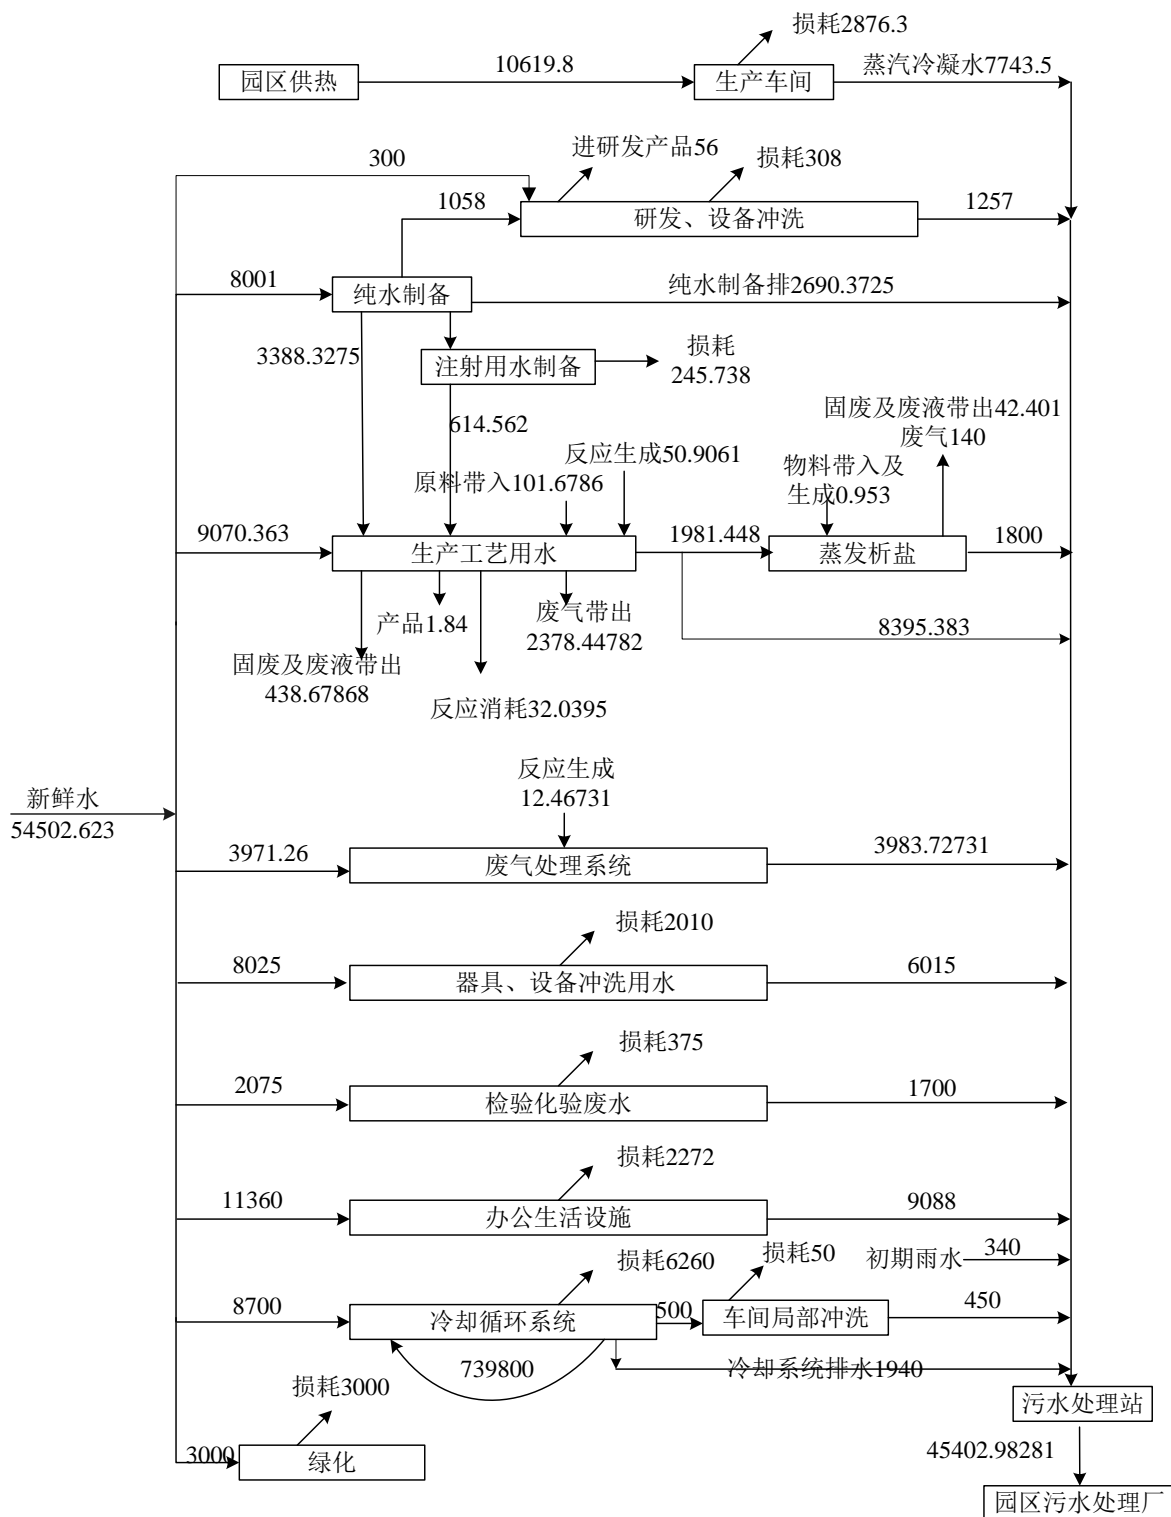 损耗2876.3
园区供热
10619.8
生产车间
蒸汽冷凝水7743.5
300
进研发产品56
损耗308
1058
研发、设备冲洗
1257
8001
纯水制备
纯水制备排2690.3725
3388.3275
注射用水制备
损耗
245.738
614.562
固废及废液带出42.401
废气140
反应生成50.9061
原料带入101.6786
物料带入及
生成0.953
9070.363
生产工艺用水
1981.448
蒸发析盐
1800
产品1.84
废气带出
2378.44782
8395.383
固废及废液带出
438.67868
反应消耗32.0395
反应生成
12.46731
新鲜水
54502.623
3971.26
废气处理系统
3983.72731
损耗2010
8025
器具、设备冲洗用水
6015
损耗375
2075
检验化验废水
1700
损耗2272
11360
办公生活设施
9088
初期雨水
340
损耗6260
损耗50
8700
冷却循环系统
500
车间局部冲洗
450
739800
冷却系统排水1940
损耗3000
污水处理站
3000
绿化
45402.98281
园区污水处理厂